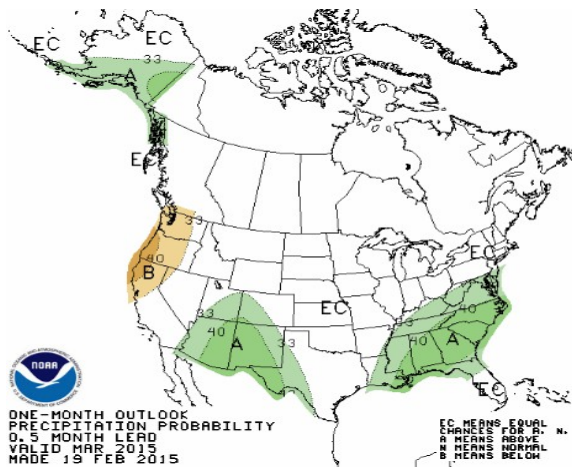 EC
EC
33
A
EC
33
40
B
EC
33
40
A
33
EC
40
33
40
A
EC
NOAA
ONE-MONTH OUTLOOK
PRECIPITATION PROBABILITY
0.5 MONTH LEAD
VALID MAR 2015
MADE 19 FEB 2015
EC MEANS EQUAL
CHANCES FOR A, N,
A MEANS ABOVE
N MEANS NORMAL
B MEANS BELOW